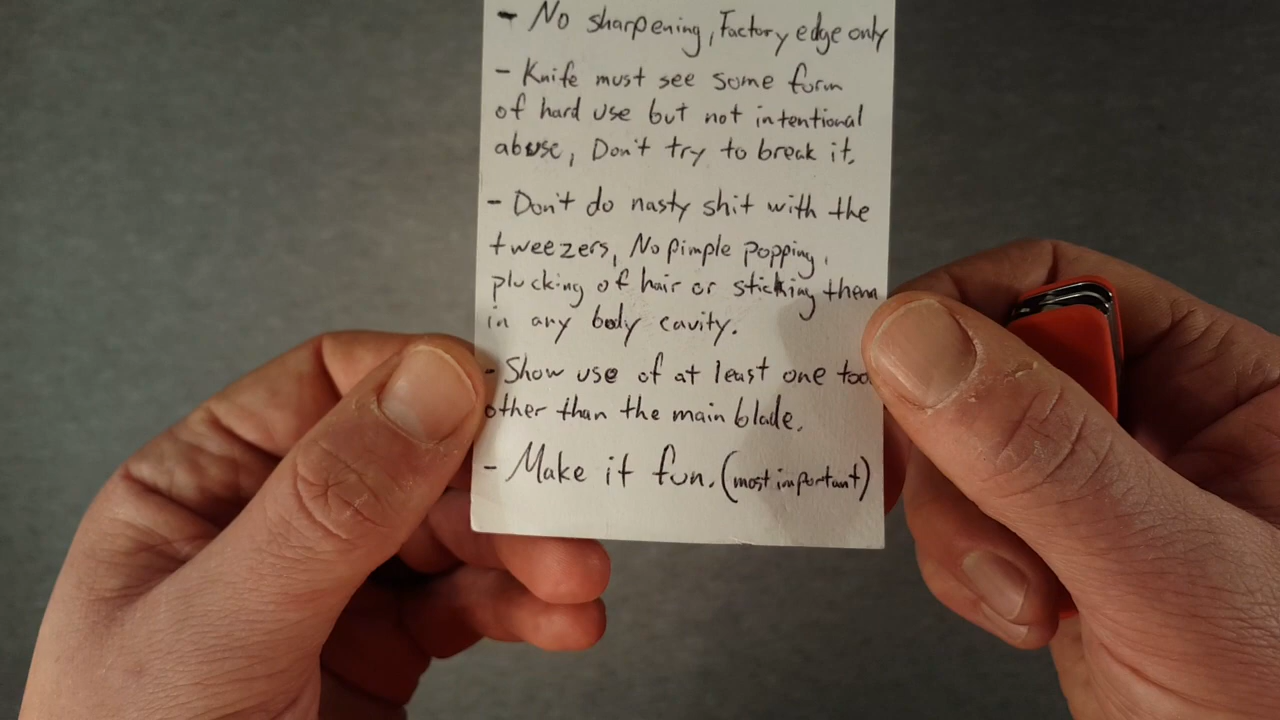 - No sharpening, Factory edge only
- Knife must see some form
of hard use but not intentional
abuse, Don't try to break it.
- Don't do nasty shit with the
tweezers, No pimple popping,
plucking of hair or sticking them
in any body cavity.
- Show use of at least one too
other than the main blade.
- Make it fun. (most important)